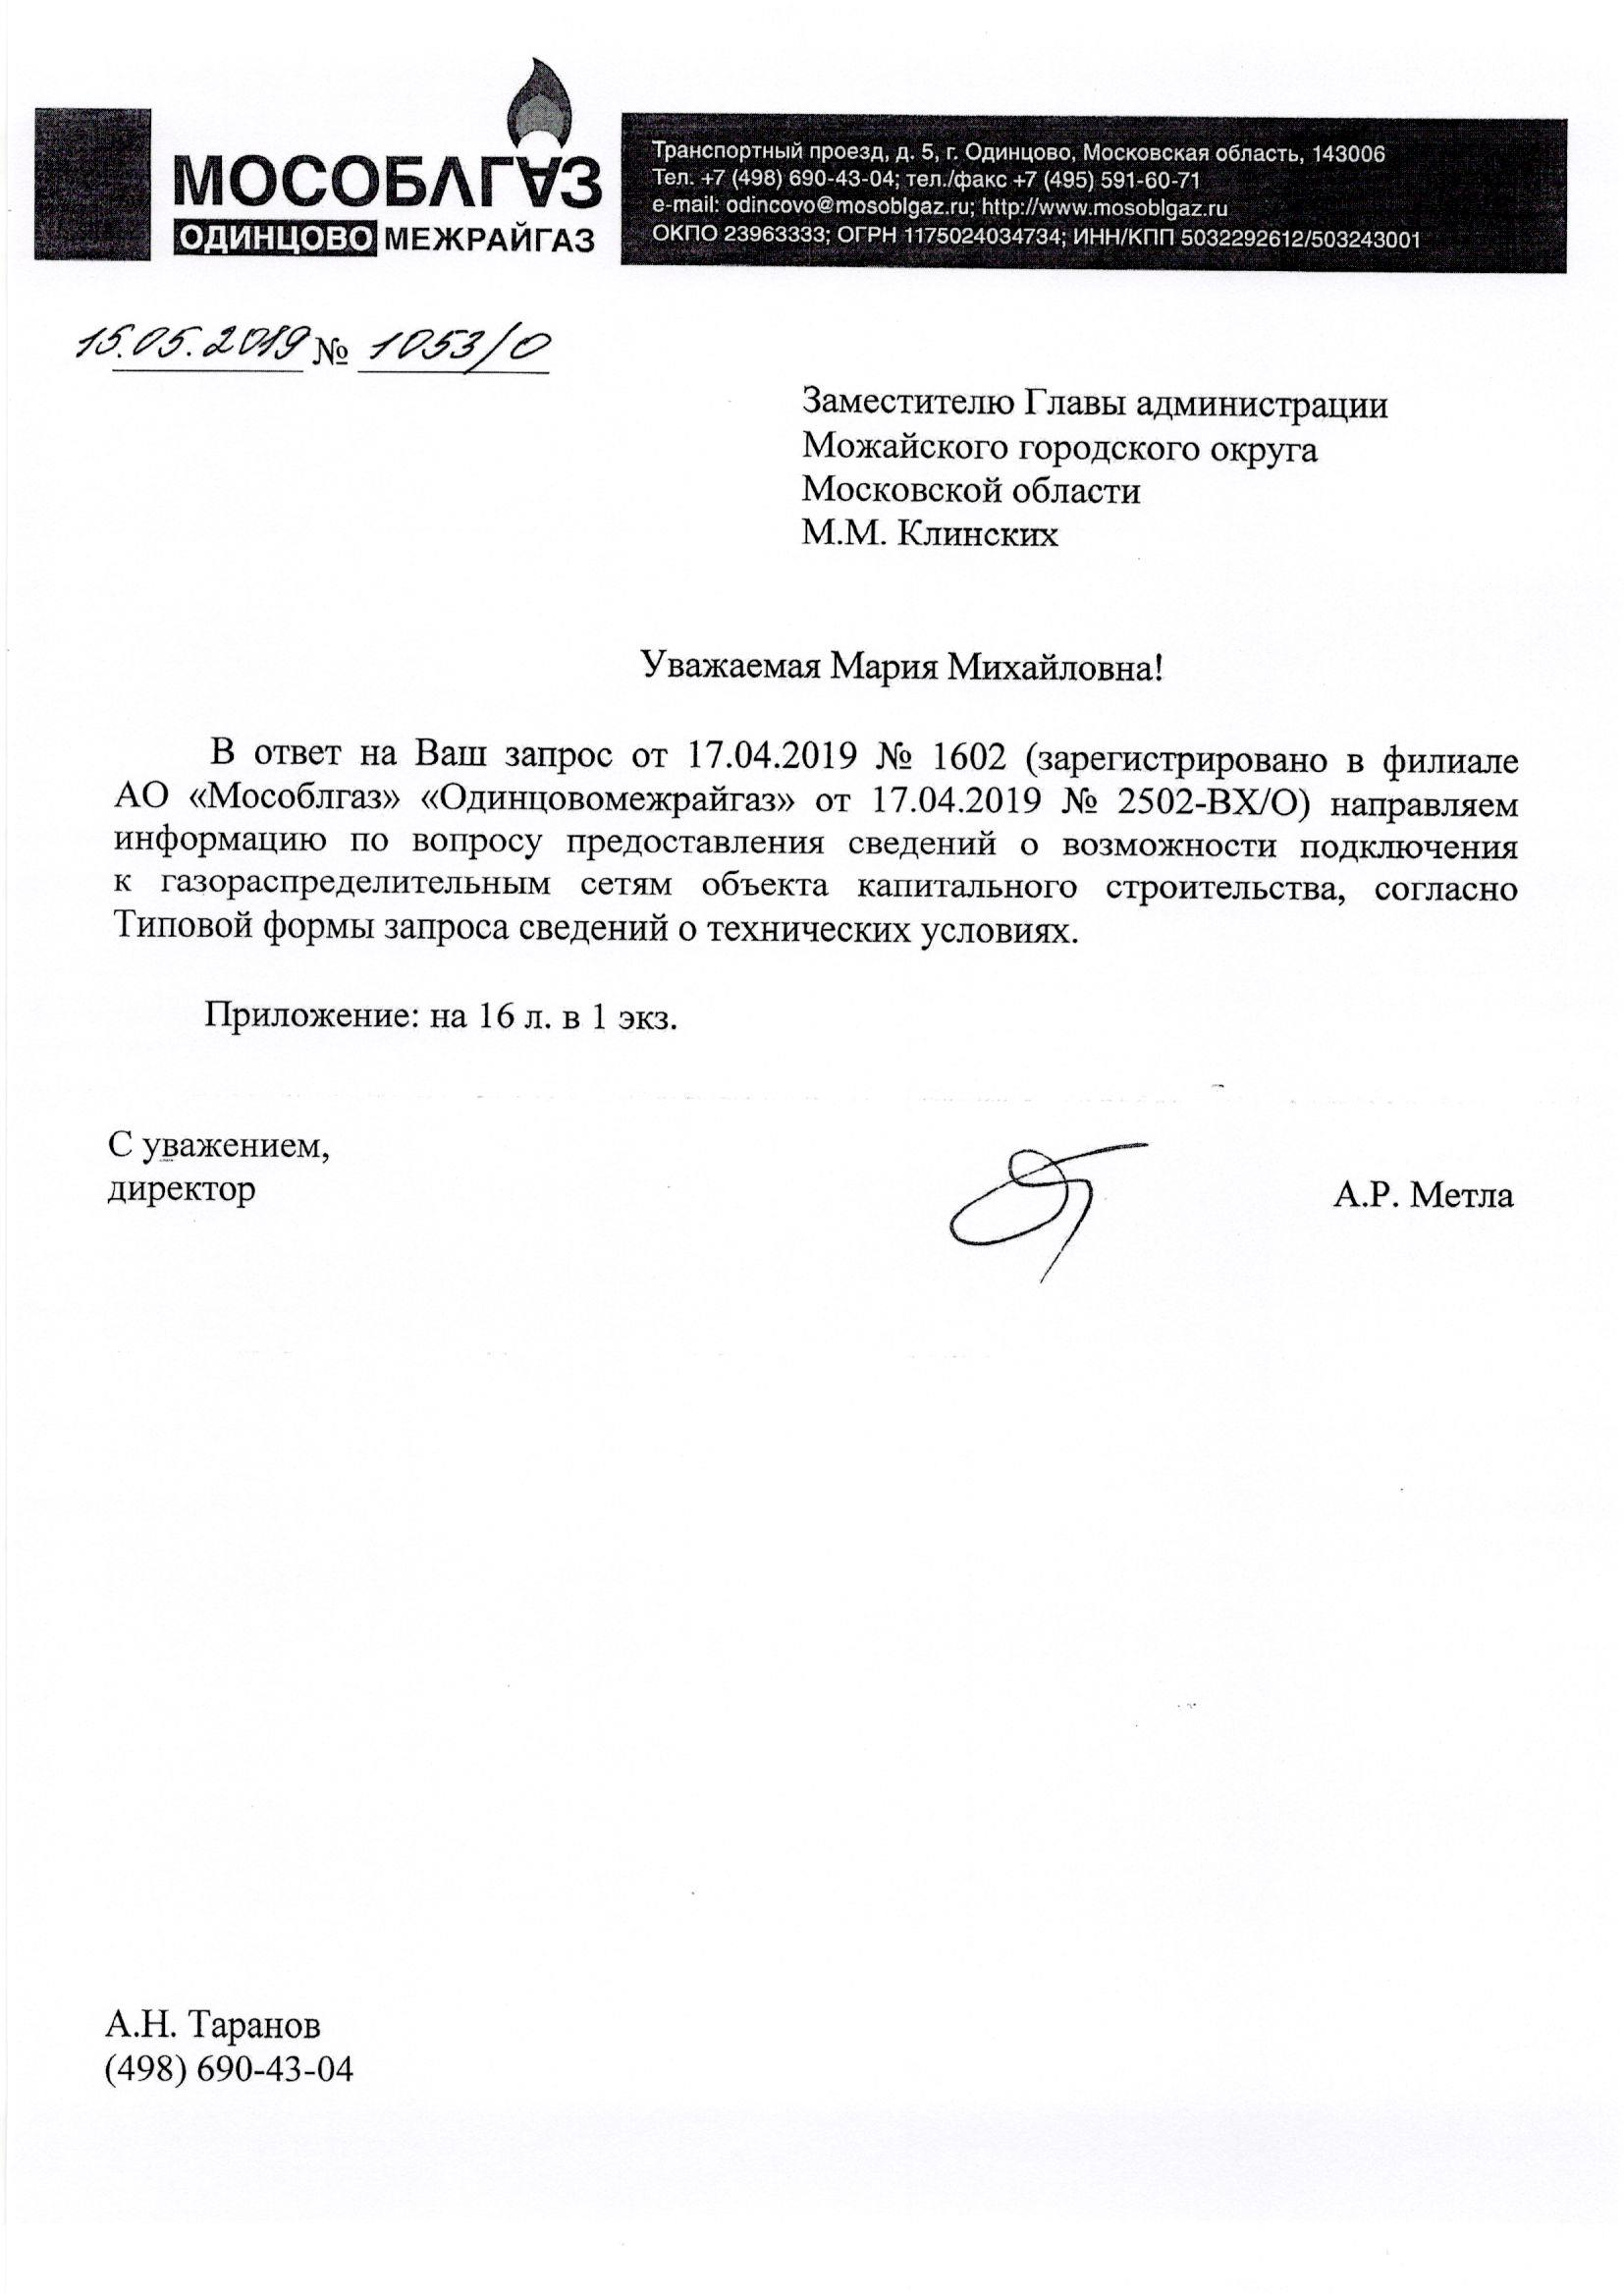 МОСОБЛГАЗ
ОДИНЦОВО МЕЖРАЙГАЗ
Транспортный проезд, д. 5, г. Одинцово, Московская область, 143006
Тел. +7 (498) 690-43-04; тел./факс +7 (495) 591-60-71
e-mail: odincovo@mosoblgaz.ru; http://www.mosoblgaz.ru
ОКПО 23963333; ОГРН 1175024034734; ИНН/КПП 5032292612/503243001
15.05.2019 № 1053/О
Заместителю Главы администрации
Можайского городского округа
Московской области
М.М. Клинских
Уважаемая Мария Михайловна!
В ответ на Ваш запрос от 17.04.2019 № 1602 (зарегистрировано в филиале
АО «Мособлгаз» «Одинцовомежрайгаз» от 17.04.2019 № 2502-ВХ/О) направляем
информацию по вопросу предоставления сведений о возможности подключения
к газораспределительным сетям объекта капитального строительства, согласно
Типовой формы запроса сведений о технических условиях.
Приложение: на 16 л. в 1 экз.
С уважением,
директор
А.Р. Метла
А.Н. Таранов
(498) 690-43-04